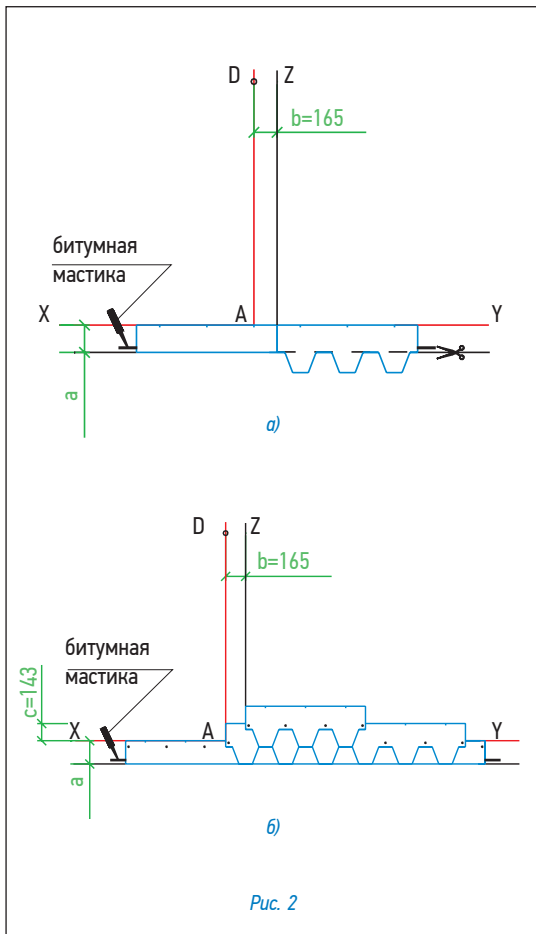 D Z
b=165
битумная
мастика
X A Y
a
а)
D Z
b=165
битумная
мастика
c=143
X A Y
a
б)
Рис. 2